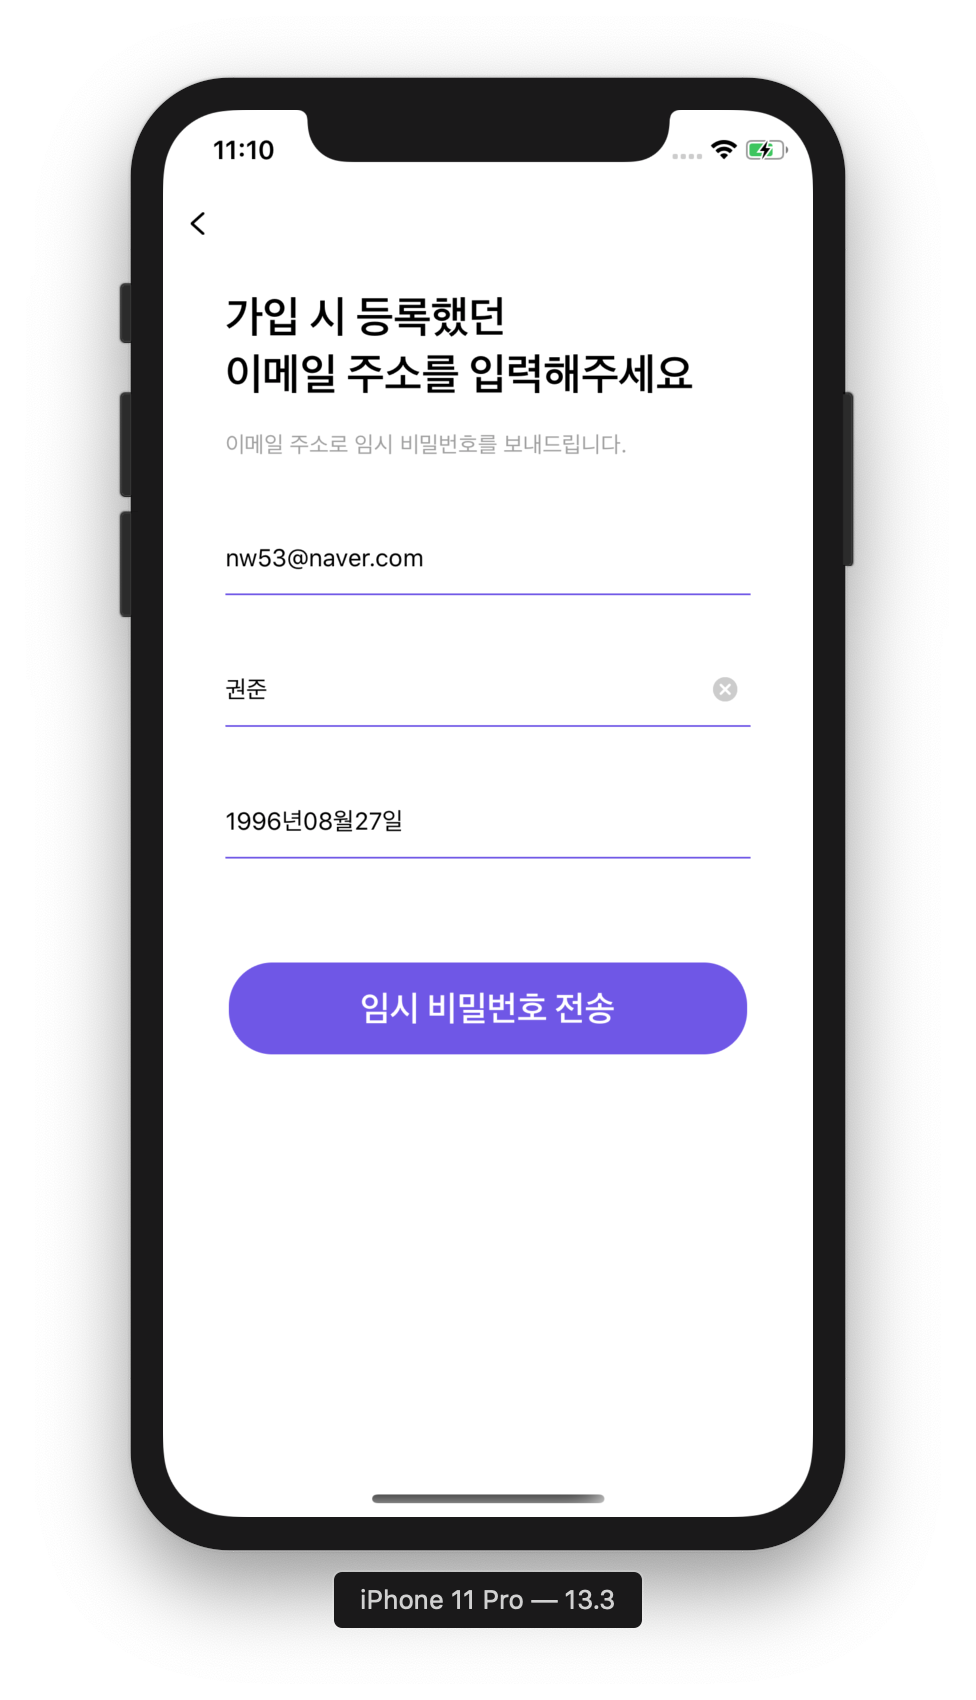 11:10
가입 시 등록했던
이메일 주소를 입력해주세요
이메일 주소로 임시 비밀번호를 보내드립니다.
nw53@naver.com
권준
1996년08월27일
임시 비밀번호 전송
iPhone 11 Pro — 13.3